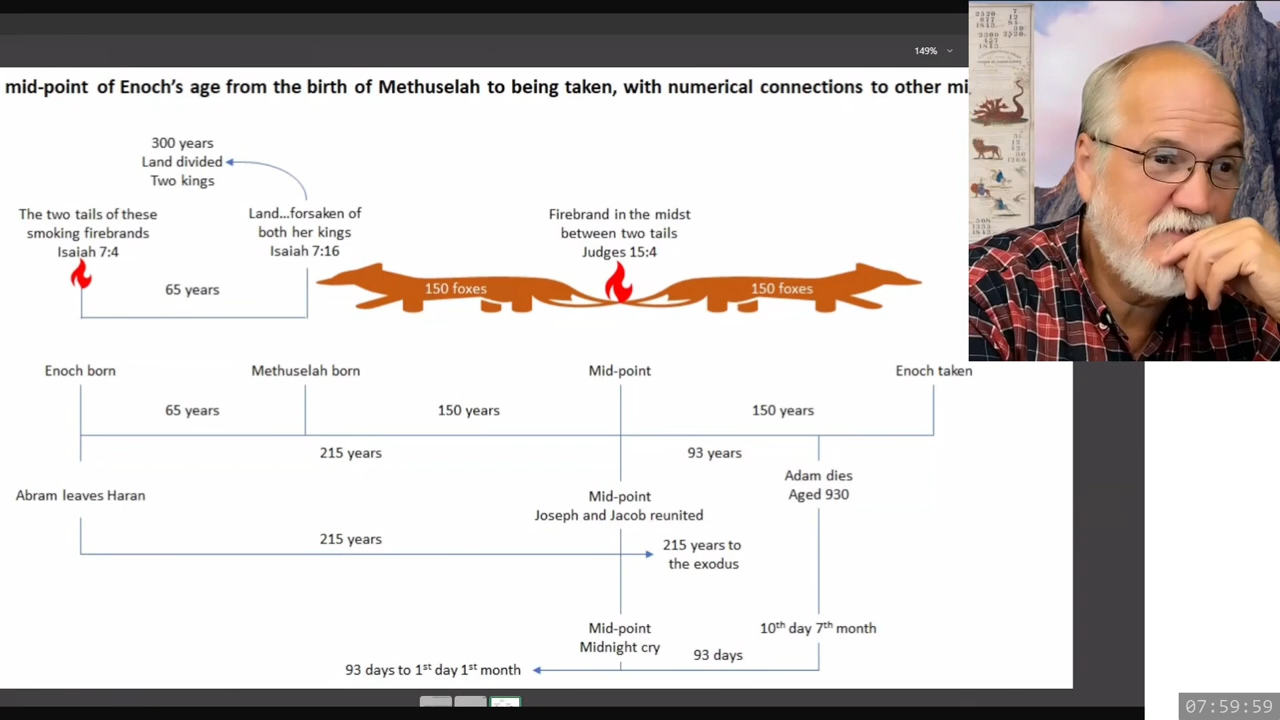 149%
mid-point of Enoch's age from the birth of Methuselah to being taken, with numerical connections to other mi
300 years
Land divided
Two kings
The two tails of these
smoking firebrands
Isaiah 7:4
Land...forsaken of
both her kings
Isaiah 7:16
Firebrand in the midst
between two tails
Judges 15:4
65 years
150 foxes
150 foxes
Enoch born
Methuselah born
Mid-point
Enoch taken
65 years
150 years
150 years
215 years
93 years
Adam dies
Aged 930
Abram leaves Haran
Mid-point
Joseph and Jacob reunited
215 years
215 years to
the exodus
Mid-point
Midnight cry
10th day 7th month
93 days
93 days to 1st day 1st month
2520
677
1843
2300
457
1843
07:59:59